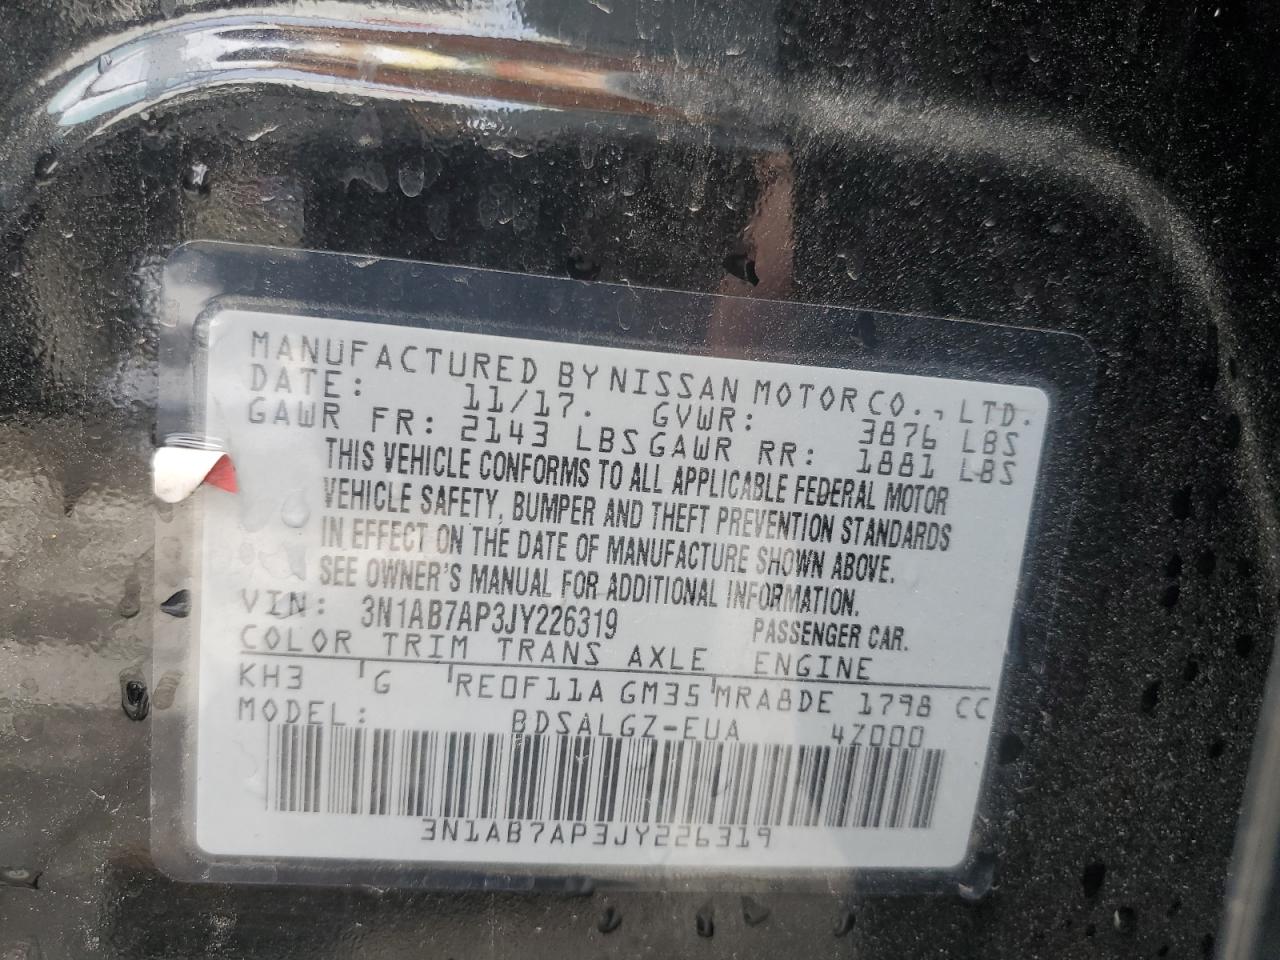 MANUFACTURED BY NISSAN MOTOR CO., LTD.
DATE: 11/17. GVWR: 3876 LBS
GAWR FR: 2143 LBS GAWR RR: 1881 LBS
THIS VEHICLE CONFORMS TO ALL APPLICABLE FEDERAL MOTOR
VEHICLE SAFETY, BUMPER AND THEFT PREVENTION STANDARDS
IN EFFECT ON THE DATE OF MANUFACTURE SHOWN ABOVE.
SEE OWNER'S MANUAL FOR ADDITIONAL INFORMATION.
VIN: 3N1AB7AP3JY226319 PASSENGER CAR.
COLOR TRIM TRANS AXLE ENGINE
KH3 G RE0F11A GM35 MRA8DE 1798 CC
MODEL: BDSALGZ-EUA 4Z000
3N1AB7AP3JY226319